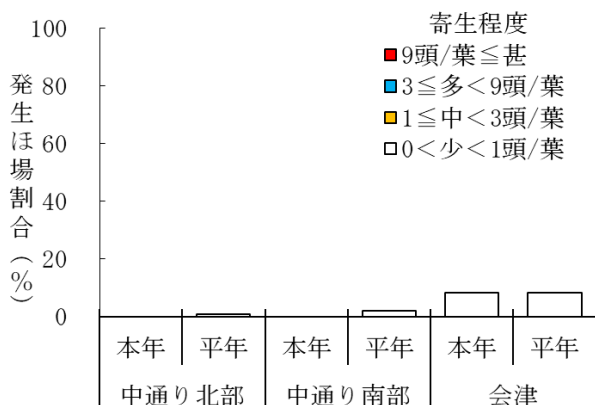 寄生程度
9頭/葉≦甚
3≦多<9頭/葉
1≦中<3頭/葉
0<少<1頭/葉
発生ほ場割合(%)
100
80
60
40
20
0
本年 平年 本年 平年 本年 平年
中通り北部 中通り南部 会津